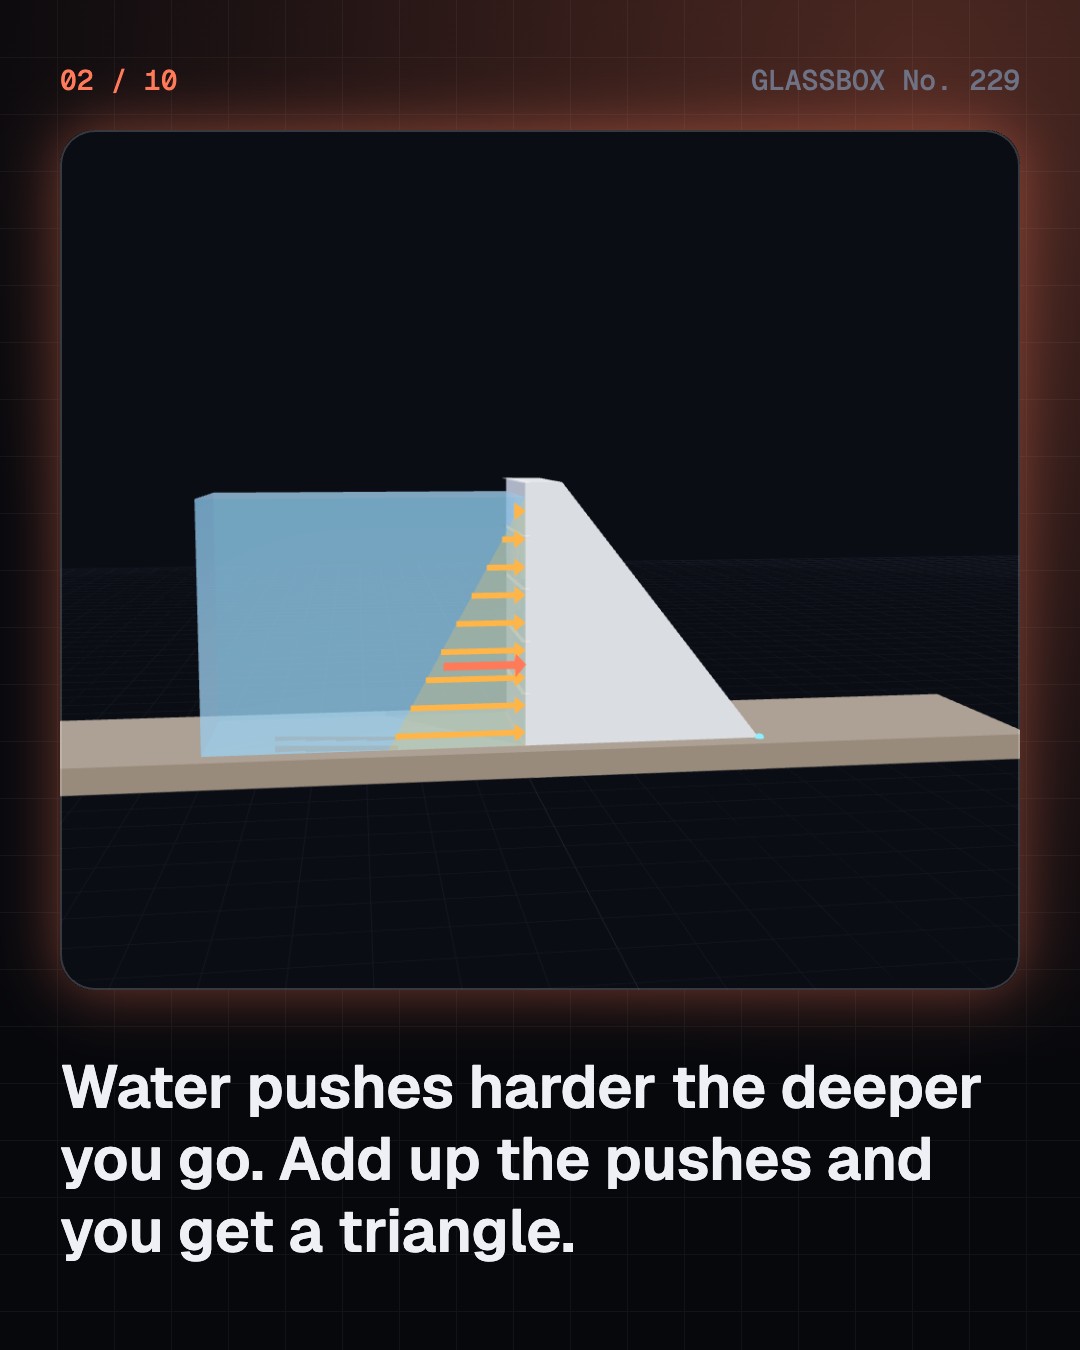 02 / 10
GLASSBOX No. 229
Water pushes harder the deeper
you go. Add up the pushes and
you get a triangle.